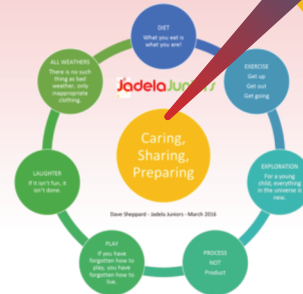 DIET
What you eat is
what you are!
EXERCISE
Get up
Get out
Get going
EXPLORATION
For a young
child, everything
in the universe is
new.
PROCESS
NOT
Product
PLAY
If you have
forgotten how to
play, you have
forgotten how to
live.
LAUGHTER
If it isn't fun, it
isn't done.
ALL WEATHERS
There is no such
thing as bad
weather, only
inappropriate
clothing.
Jadela Juniors
Caring,
Sharing,
Preparing
Dave Sheppard - Jadela Juniors - March 2016